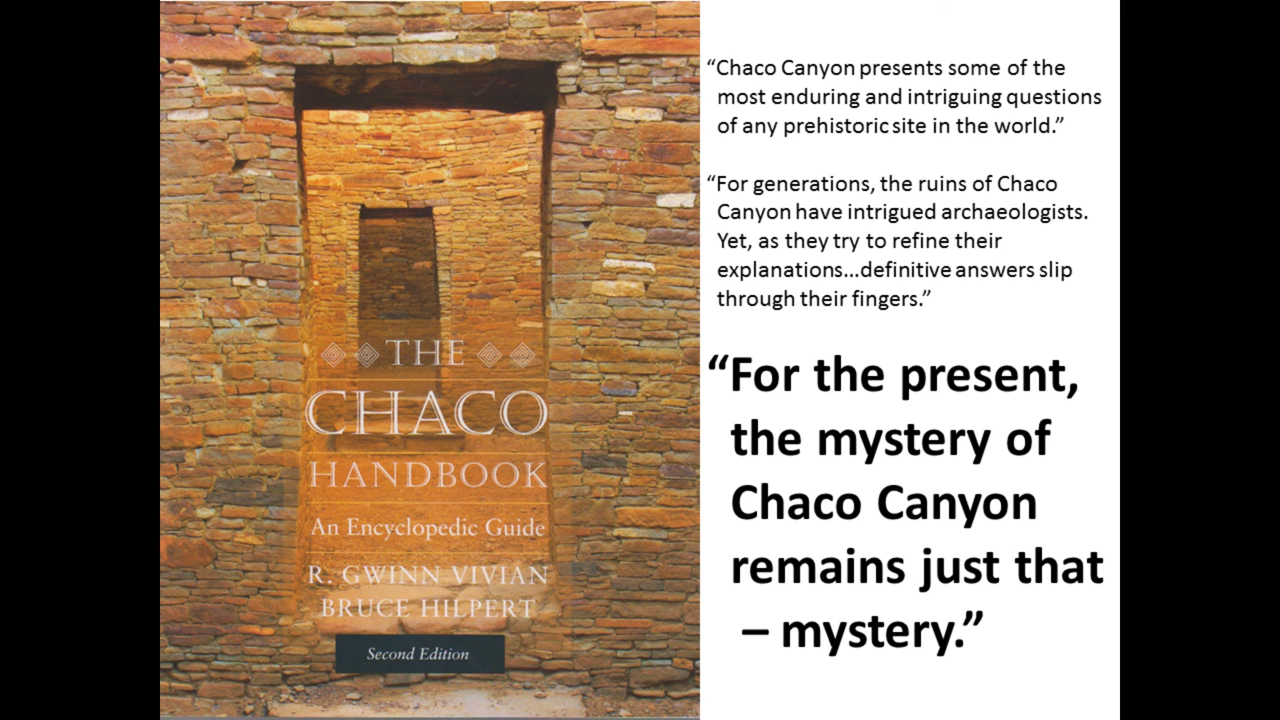 THE
CHACO
HANDBOOK
An Encyclopedic Guide
R. GWINN VIVIAN
BRUCE HILPERT
Second Edition
“Chaco Canyon presents some of the
most enduring and intriguing questions
of any prehistoric site in the world.”
“For generations, the ruins of Chaco
Canyon have intrigued archaeologists.
Yet, as they try to refine their
explanations…definitive answers slip
through their fingers.”
“For the present,
the mystery of
Chaco Canyon
remains just that
– mystery.”